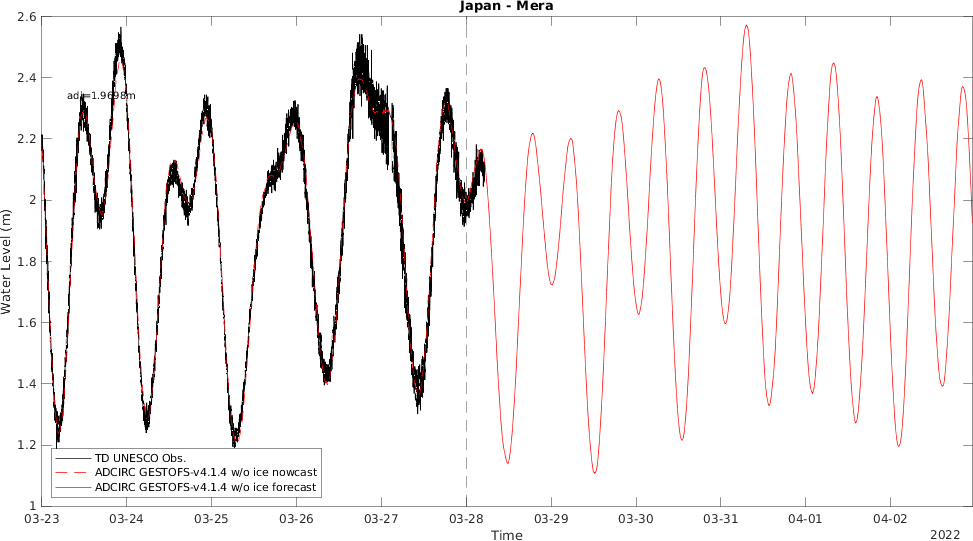 Japan - Mera
2.6
2.4
2.2
2
1.8
1.6
1.4
1.2
1
Water Level (m)
adj=1.9698m
TD UNESCO Obs.
ADCIRC GESTOFS-v4.1.4 w/o ice nowcast
ADCIRC GESTOFS-v4.1.4 w/o ice forecast
03-23 03-24 03-25 03-26 03-27 03-28 03-29 03-30 03-31 04-01 04-02
Time
2022